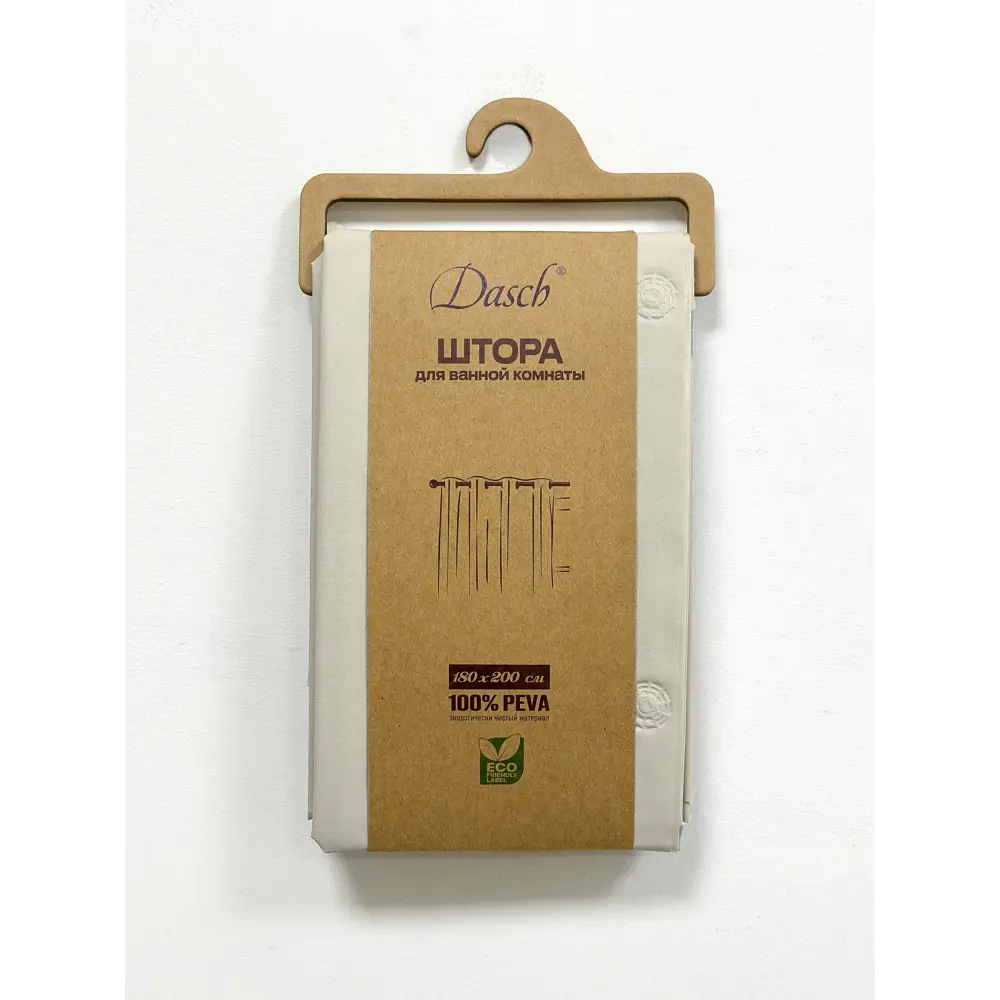 Dasch®
ШТОРА
для ванной комнаты
180 x 200 см
100% PEVA
экологически чистый материал
ECO
FRIENDLY
LABEL